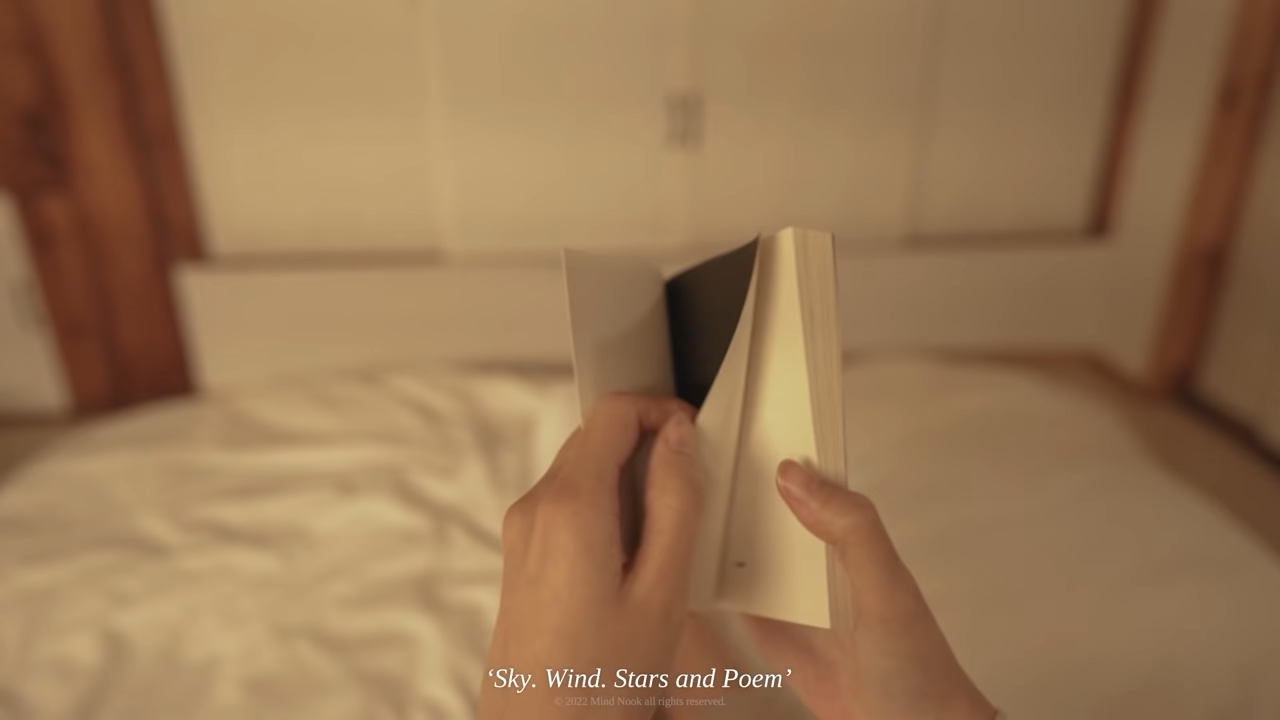 ‘Sky. Wind. Stars and Poem’
© 2022 Mind Nook all rights reserved.